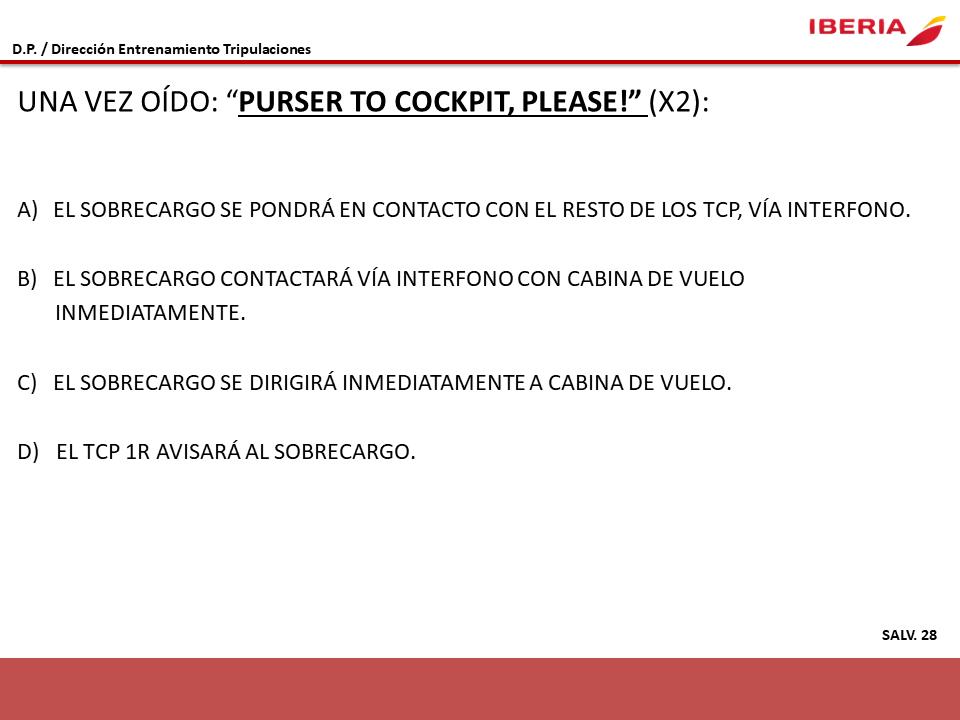 IBERIA
D.P. / Dirección Entrenamiento Tripulaciones
UNA VEZ OÍDO: “PURSER TO COCKPIT, PLEASE!” (X2):
A) EL SOBRECARGO SE PONDRÁ EN CONTACTO CON EL RESTO DE LOS TCP, VÍA INTERFONO.
B) EL SOBRECARGO CONTACTARÁ VÍA INTERFONO CON CABINA DE VUELO
INMEDIATAMENTE.
C) EL SOBRECARGO SE DIRIGIRÁ INMEDIATAMENTE A CABINA DE VUELO.
D) EL TCP 1R AVISARÁ AL SOBRECARGO.
SALV. 28